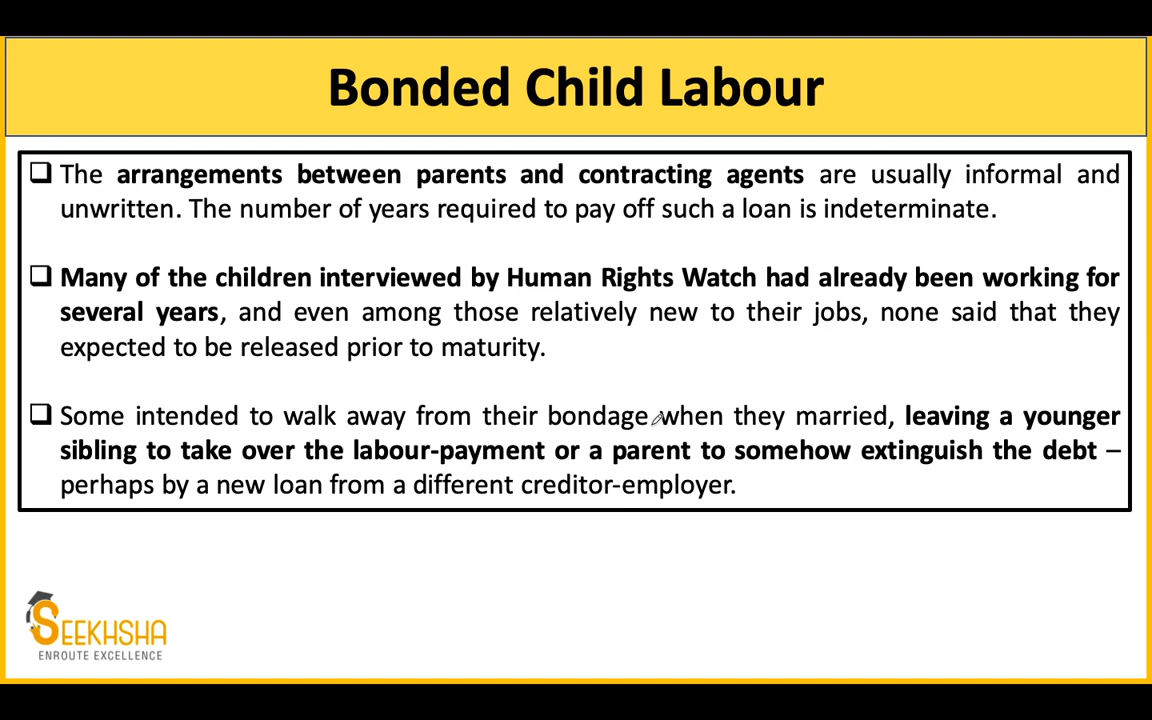 Bonded Child Labour
The arrangements between parents and contracting agents are usually informal and
unwritten. The number of years required to pay off such a loan is indeterminate.
Many of the children interviewed by Human Rights Watch had already been working for
several years, and even among those relatively new to their jobs, none said that they
expected to be released prior to maturity.
Some intended to walk away from their bondage when they married, leaving a younger
sibling to take over the labour-payment or a parent to somehow extinguish the debt –
perhaps by a new loan from a different creditor-employer.
SEEKHSHA
ENROUTE EXCELLENCE